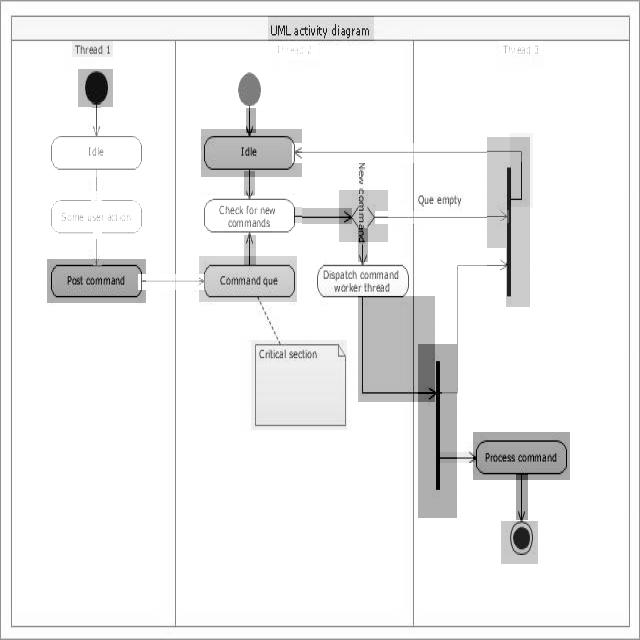 UML activity diagram
Thread 1
Thread 2
Thread 3
Idle
Idle
New command
Some user action
Check for new
commands
Que empty
Post command
Command que
Dispatch command
worker thread
Critical section
Process command